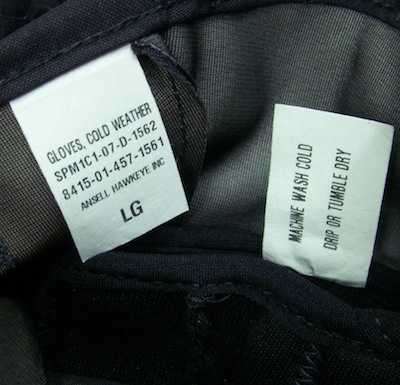 GLOVES, COLD WEATHER
SPM1C1-07-D-1562
8415-01-457-1561
ANSELL HAWKEYE INC
LG
MACHINE WASH COLD
DRIP OR TUMBLE DRY